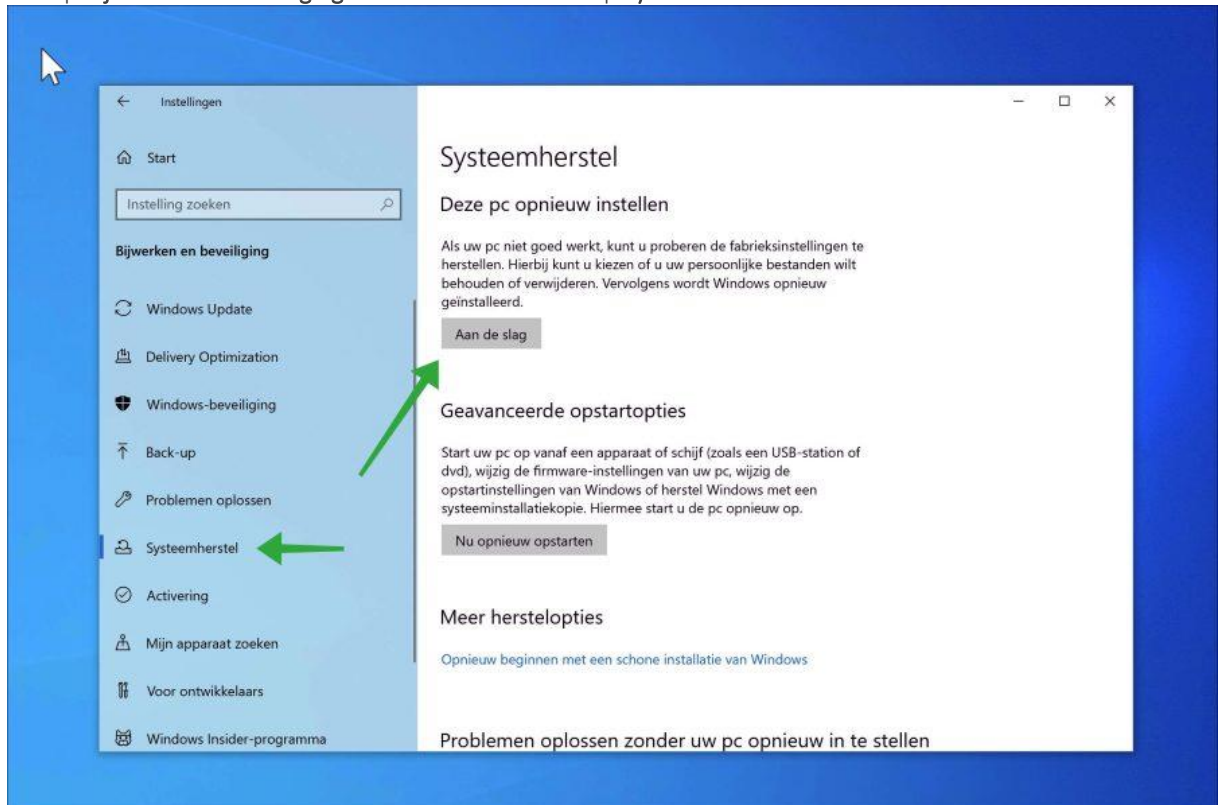 Instellingen
Start
Instelling zoeken
Bijwerken en beveiliging
Windows Update
Delivery Optimization
Windows-beveiliging
Back-up
Problemen oplossen
Systeemherstel
Activering
Mijn apparaat zoeken
Voor ontwikkelaars
Windows Insider-programma
Systeemherstel
Deze pc opnieuw instellen
Als uw pc niet goed werkt, kunt u proberen de fabrieksinstellingen te
herstellen. Hierbij kunt u kiezen of u uw persoonlijke bestanden wilt
behouden of verwijderen. Vervolgens wordt Windows opnieuw
geïnstalleerd.
Aan de slag
Geavanceerde opstartopties
Start uw pc op vanaf een apparaat of schijf (zoals een USB-station of
dvd), wijzig de firmware-instellingen van uw pc, wijzig de
opstartinstellingen van Windows of herstel Windows met een
systeeminstallatiekopie. Hiermee start u de pc opnieuw op.
Nu opnieuw opstarten
Meer herstelopties
Opnieuw beginnen met een schone installatie van Windows
Problemen oplossen zonder uw pc opnieuw in te stellen